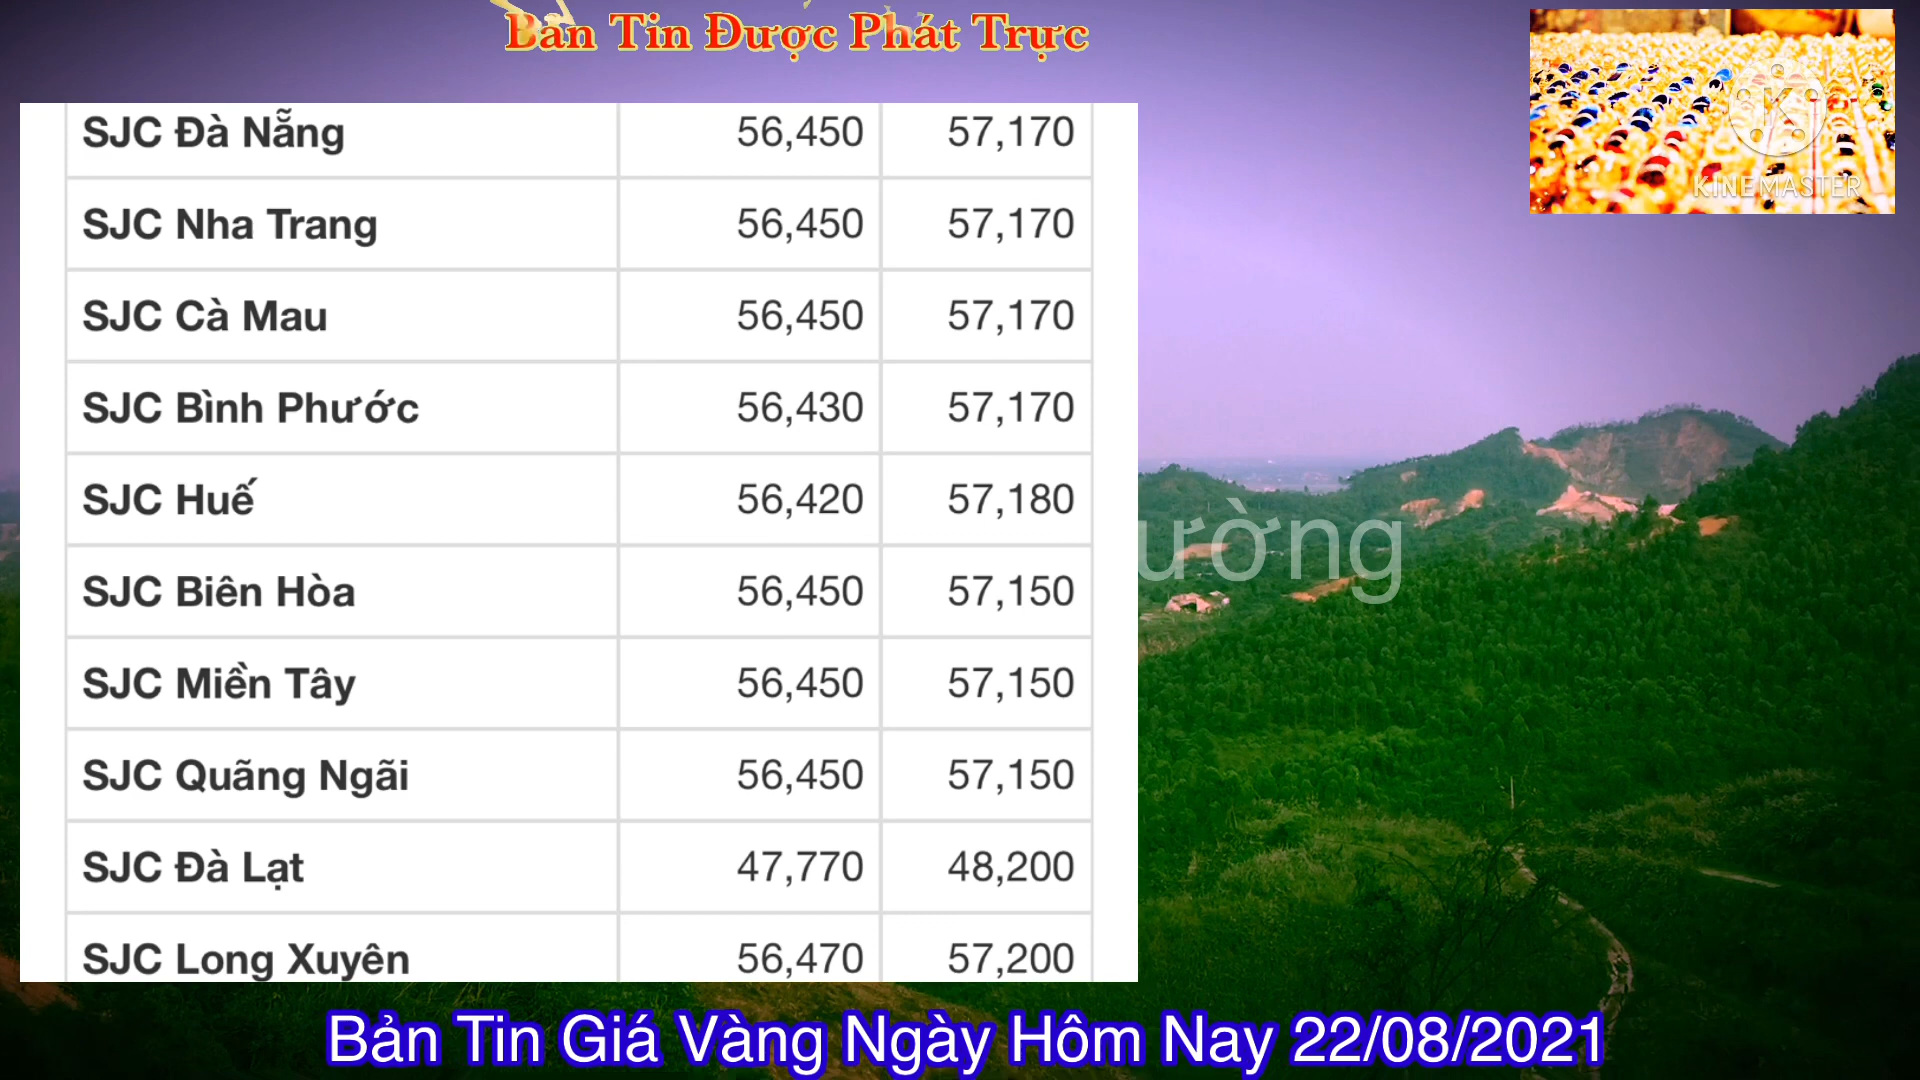 Bản Tin Được Phát Trực
KINEMASTER
SJC Đà Nẵng 56,450 57,170
SJC Nha Trang 56,450 57,170
SJC Cà Mau 56,450 57,170
SJC Bình Phước 56,430 57,170
SJC Huế 56,420 57,180
SJC Biên Hòa 56,450 57,150
SJC Miền Tây 56,450 57,150
SJC Quãng Ngãi 56,450 57,150
SJC Đà Lạt 47,770 48,200
SJC Long Xuyên 56,470 57,200
ường
Bản Tin Giá Vàng Ngày Hôm Nay 22/08/2021